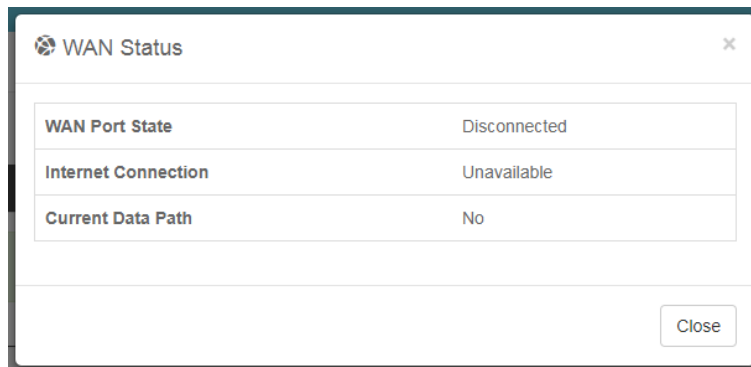 WAN Status ×
WAN Port State Disconnected
Internet Connection Unavailable
Current Data Path No
Close